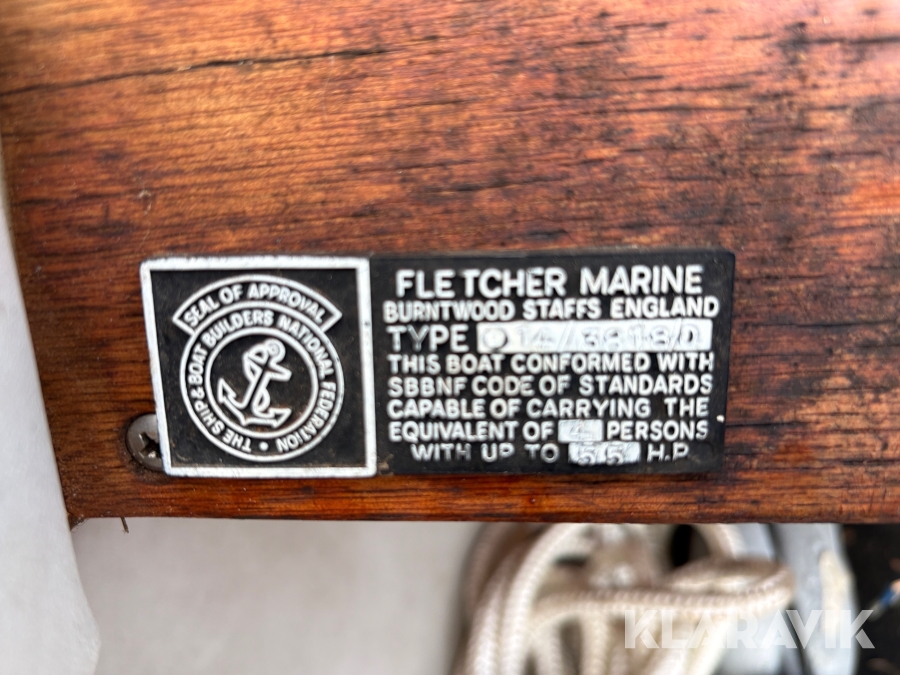 SEAL OF APPROVAL
• THE SHIP & BOAT BUILDERS NATIONAL FEDERATION •
FLETCHER MARINE
BURNTWOOD STAFFS ENGLAND
TYPE
THIS BOAT CONFORMED WITH
SBBNF CODE OF STANDARDS
CAPABLE OF CARRYING THE
EQUIVALENT OF 4 PERSONS
WITH UP TO 55 H.P
KLARAVIK